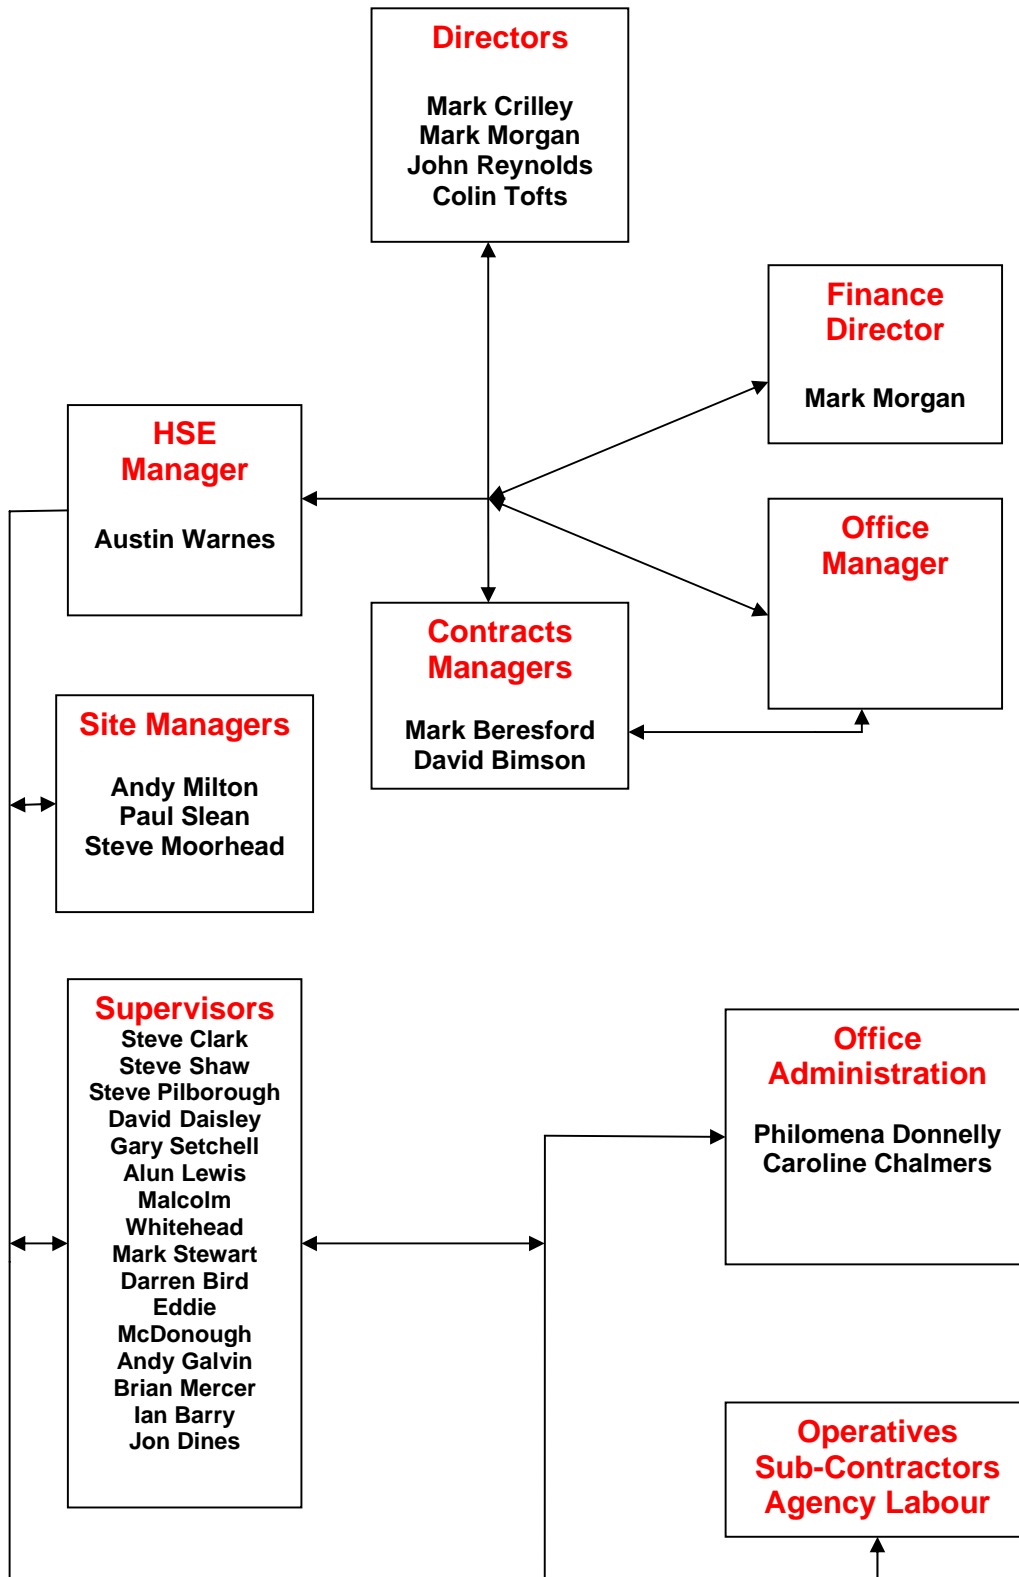 Directors
Mark Crilley
Mark Morgan
John Reynolds
Colin Tofts
Finance
Director
Mark Morgan
HSE
Manager
Austin Warnes
Office
Manager
Contracts
Managers
Mark Beresford
David Bimson
Site Managers
Andy Milton
Paul Slean
Steve Moorhead
Supervisors
Steve Clark
Steve Shaw
Steve Pilborough
David Daisley
Gary Setchell
Alun Lewis
Malcolm
Whitehead
Mark Stewart
Darren Bird
Eddie
McDonough
Andy Galvin
Brian Mercer
Ian Barry
Jon Dines
Office
Administration
Philomena Donnelly
Caroline Chalmers
Operatives
Sub-Contractors
Agency Labour